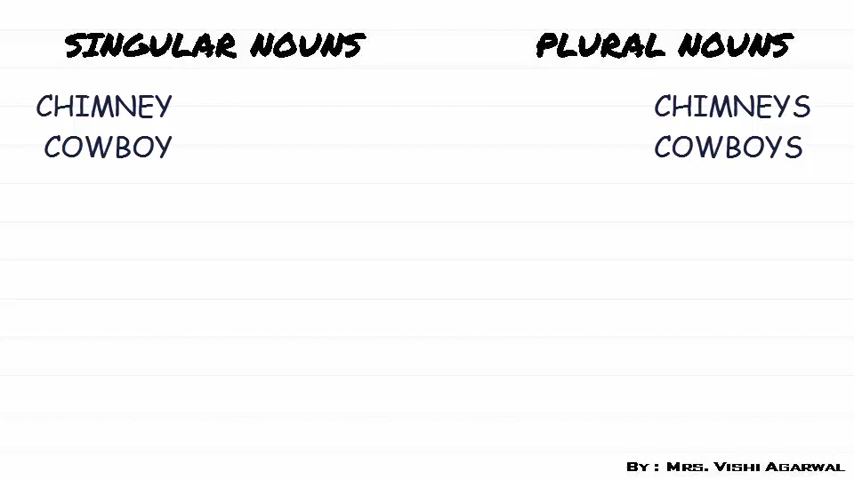 SINGULAR NOUNS PLURAL NOUNS
CHIMNEY CHIMNEYS
COWBOY COWBOYS
By : Mrs. Vishi Agarwal